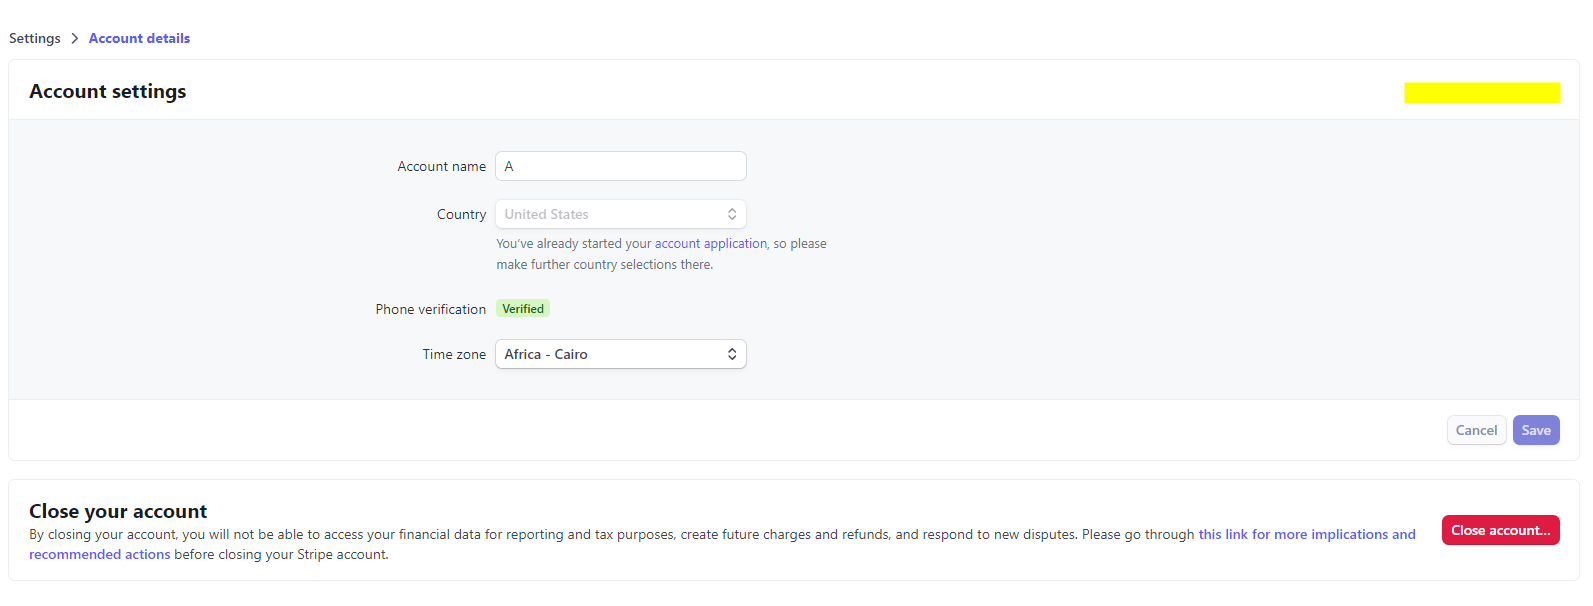 Settings > Account details
Account settings
Account name A
Country United States
You’ve already started your account application, so please
make further country selections there.
Phone verification Verified
Time zone Africa - Cairo
Cancel Save
Close your account
By closing your account, you will not be able to access your financial data for reporting and tax purposes, create future charges and refunds, and respond to new disputes. Please go through this link for more implications and
recommended actions before closing your Stripe account.
Close account...